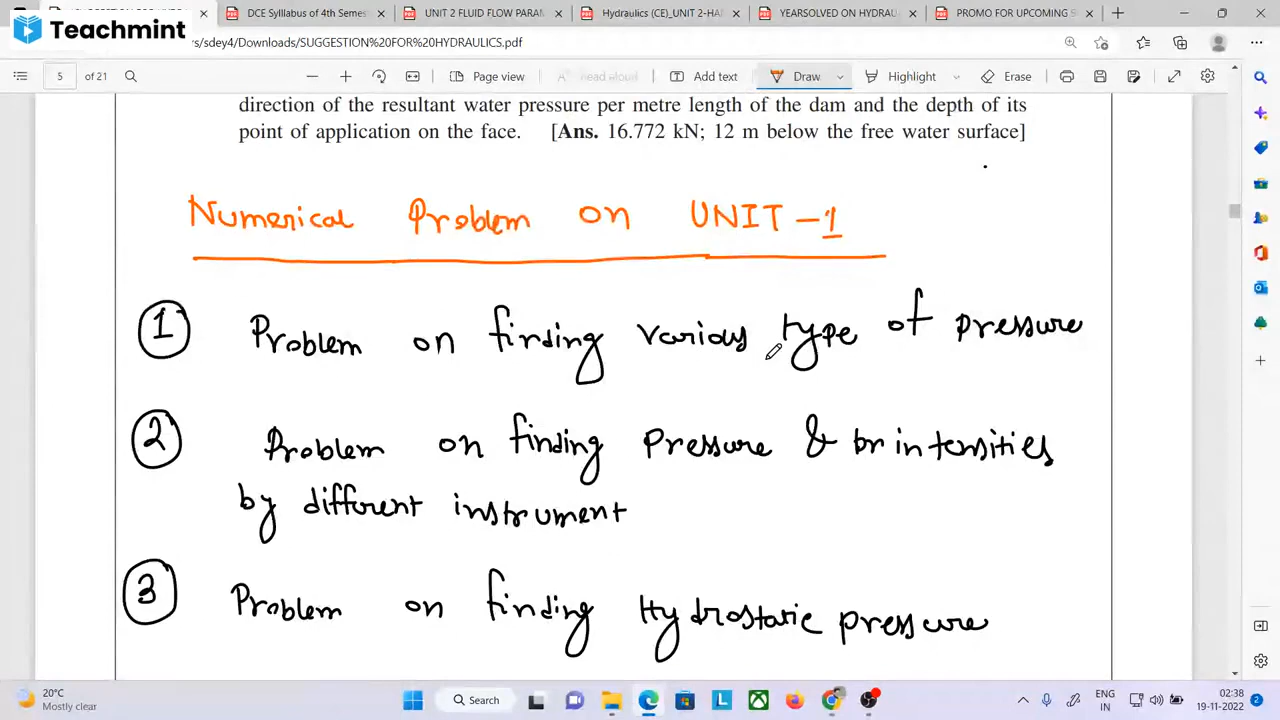 DCE Syllabus of 4th Semes
UNIT 3 LIQUID FLOW PARAM
Hydraulics (CE)_UNIT 2-HA
PROMO FOR UPCOMING S
Teachmint
s/sdey4/Downloads/SUGGESTION%20FOR%20HYDRAULICS.pdf
5 of 21
Page view
Read aloud
Add text
Draw
Highlight
Erase
direction of the resultant water pressure per metre length of the dam and the depth of its
point of application on the face. [Ans. 16.772 kN; 12 m below the free water surface]
Numerical Problem on UNIT-1
1 Problem on finding various type of pressure
2 Problem on finding Pressure & pr intensities
by different instrument
3 Problem on finding Hydrostatic pressure
20°C
Mostly clear
Search
ENG
IN
02:38
19-11-2022
2